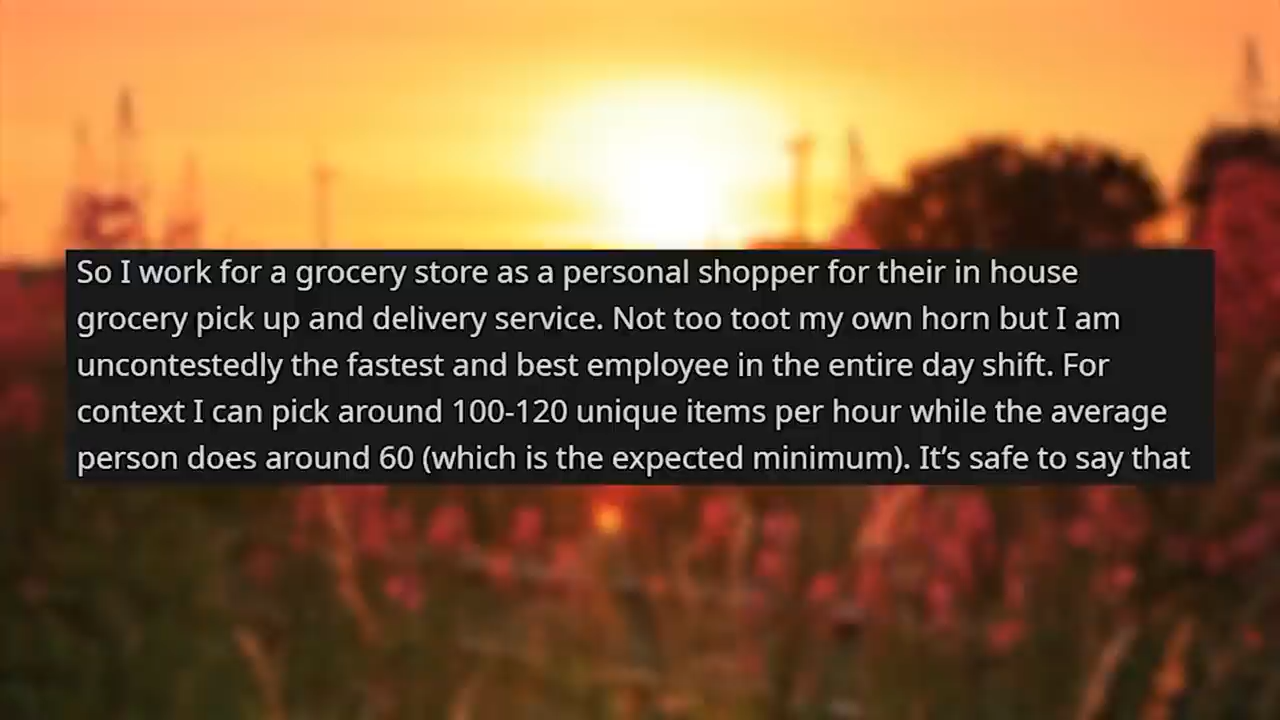 So I work for a grocery store as a personal shopper for their in house
grocery pick up and delivery service. Not too toot my own horn but I am
uncontestedly the fastest and best employee in the entire day shift. For
context I can pick around 100-120 unique items per hour while the average
person does around 60 (which is the expected minimum). It’s safe to say that